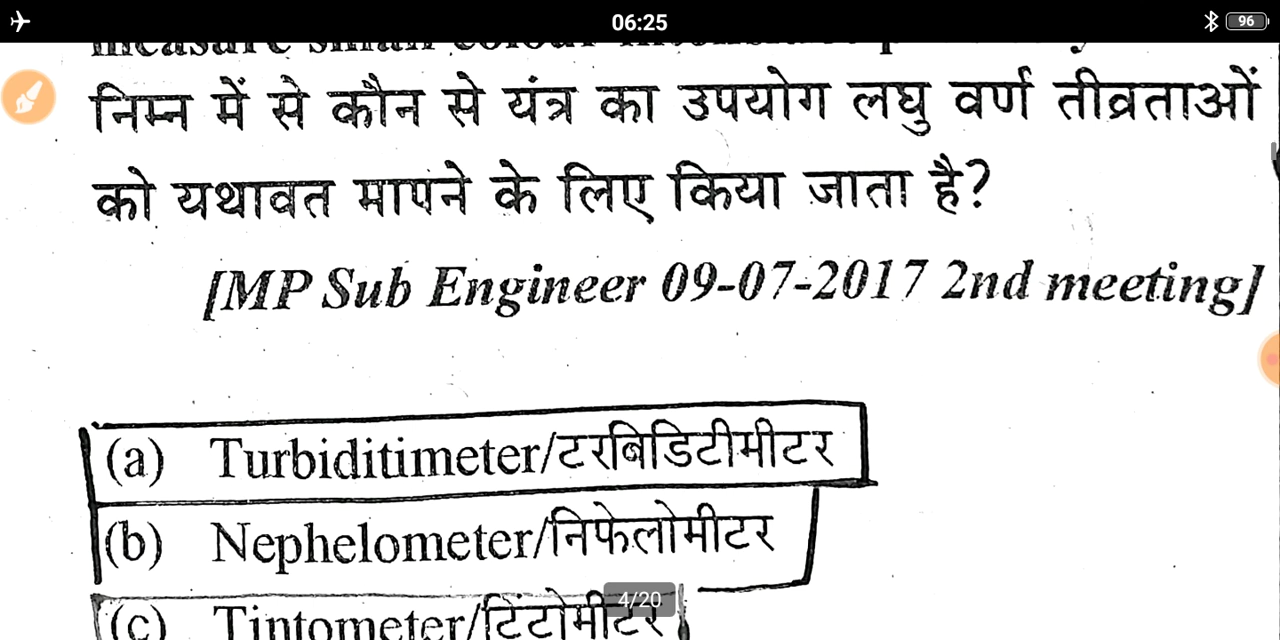 06:25
96
निम्न में से कौन से यंत्र का उपयोग लघु वर्ण तीव्रताओं
को यथावत मापने के लिए किया जाता है?
[MP Sub Engineer 09-07-2017 2nd meeting]
(a) Turbiditimeter/टरबिडिटीमीटर
(b) Nephelometer/निफेलोमीटर
4/20
(c) Tintometer/टिंटोमीटर